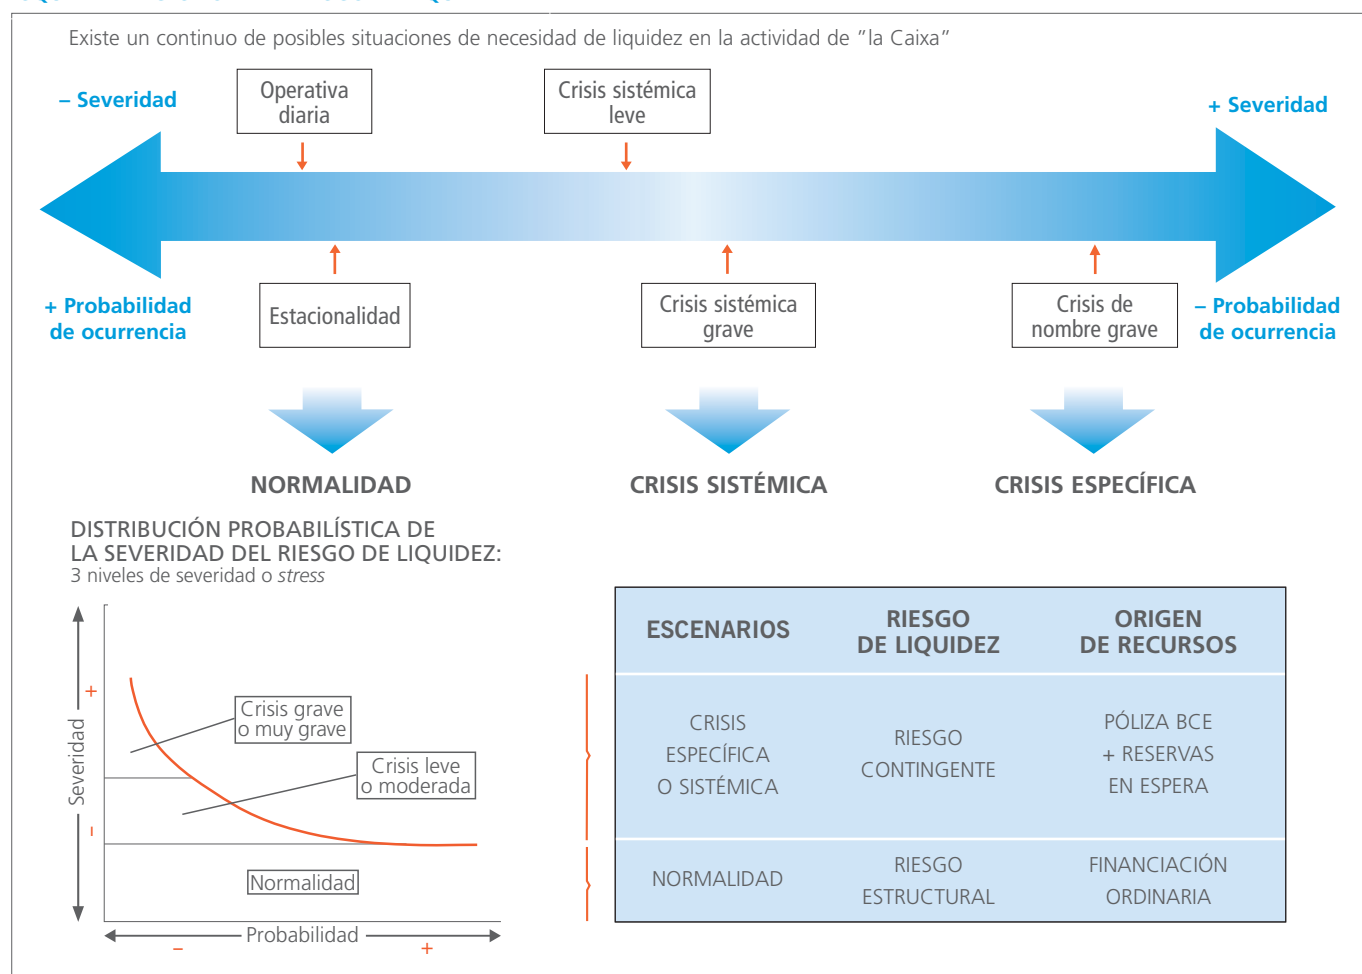 Existe un continuo de posibles situaciones de necesidad de liquidez en la actividad de "la Caixa"
– Severidad
Operativa
diaria
Crisis sistémica
leve
+ Severidad
+ Probabilidad
de ocurrencia
Estacionalidad
Crisis sistémica
grave
Crisis de
nombre grave
– Probabilidad
de ocurrencia
NORMALIDAD
CRISIS SISTÉMICA
CRISIS ESPECÍFICA
DISTRIBUCIÓN PROBABILÍSTICA DE
LA SEVERIDAD DEL RIESGO DE LIQUIDEZ:
3 niveles de severidad o stress
+
Severidad
–
Crisis grave
o muy grave
Crisis leve
o moderada
Normalidad
Probabilidad
–
+
ESCENARIOS
RIESGO
DE LIQUIDEZ
ORIGEN
DE RECURSOS
CRISIS
ESPECÍFICA
O SISTÉMICA
RIESGO
CONTINGENTE
PÓLIZA BCE
+ RESERVAS
EN ESPERA
NORMALIDAD
RIESGO
ESTRUCTURAL
FINANCIACIÓN
ORDINARIA